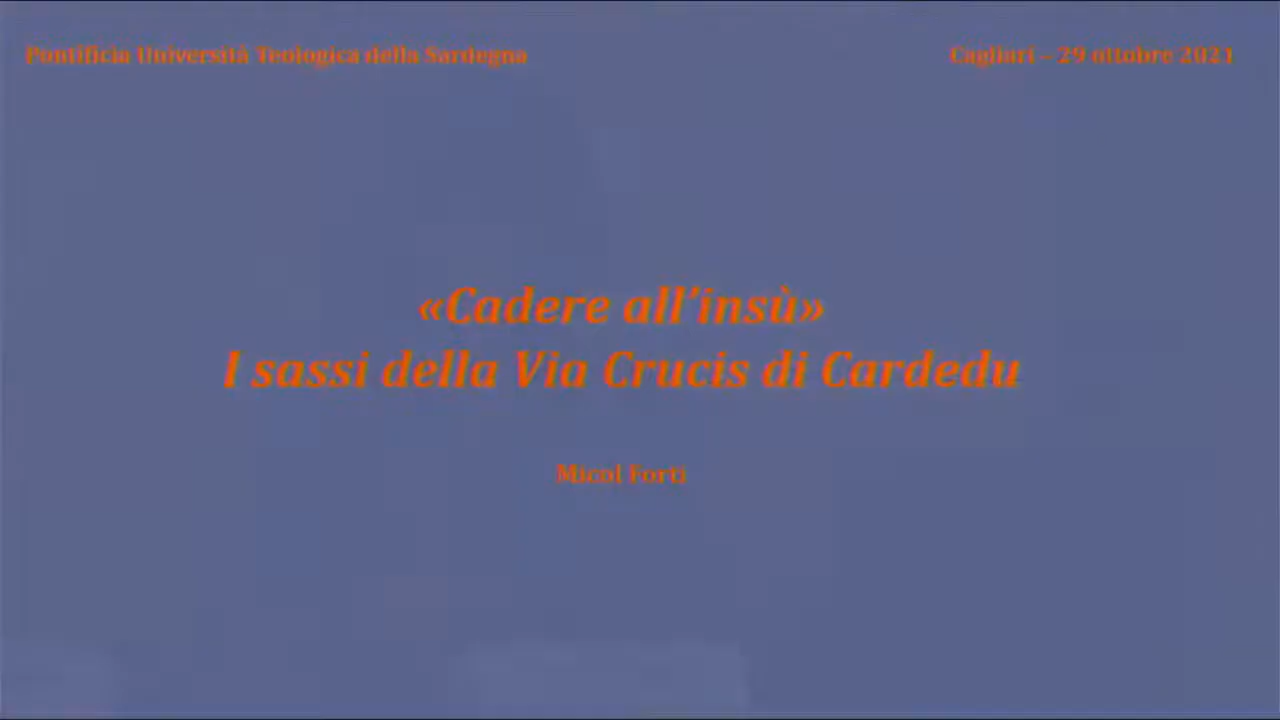 Pontificia Università Teologica della Sardegna
Cagliari – 29 ottobre 2021
«Cadere all’insù»
I sassi della Via Crucis di Cardedu
Micol Forti